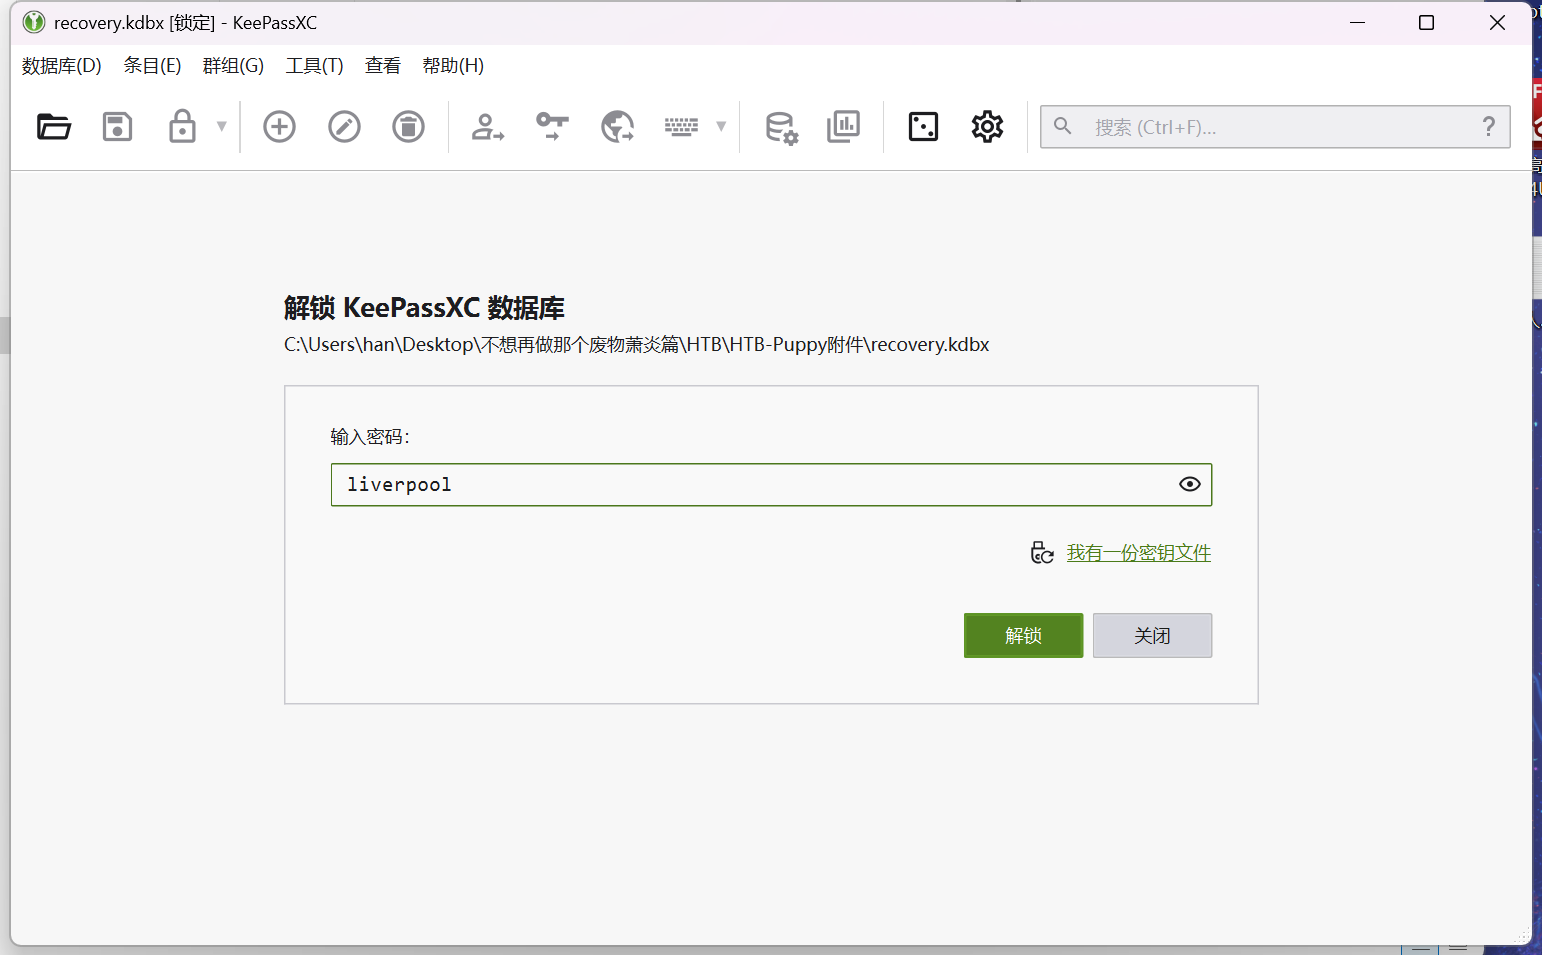 recovery.kdbx [锁定] - KeePassXC
数据库(D) 条目(E) 群组(G) 工具(T) 查看 帮助(H)
搜索 (Ctrl+F)... ?
解锁 KeePassXC 数据库
C:\Users\han\Desktop\不想再做那个废物萧炎篇\HTB\HTB-Puppy附件\recovery.kdbx
输入密码：
liverpool
我有一份密钥文件
解锁 关闭